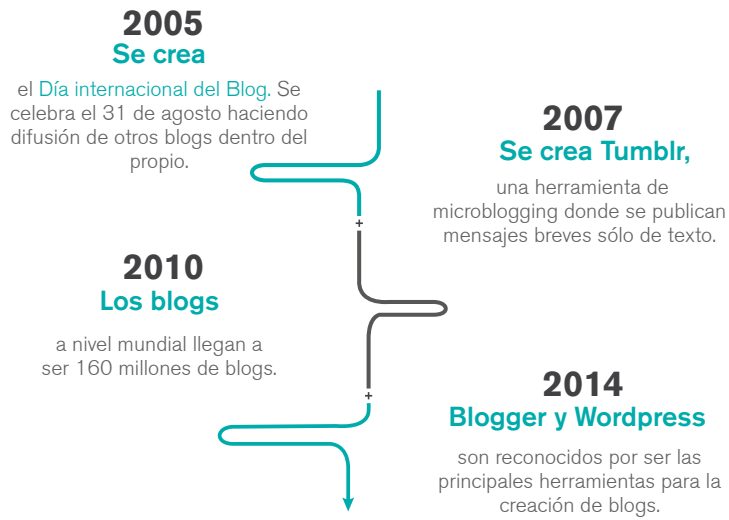 2005
Se crea
el Día internacional del Blog. Se
celebra el 31 de agosto haciendo
difusión de otros blogs dentro del
propio.
2007
Se crea Tumblr,
una herramienta de
microblogging donde se publican
mensajes breves sólo de texto.
2010
Los blogs
a nivel mundial llegan a
ser 160 millones de blogs.
2014
Blogger y Wordpress
son reconocidos por ser las
principales herramientas para la
creación de blogs.